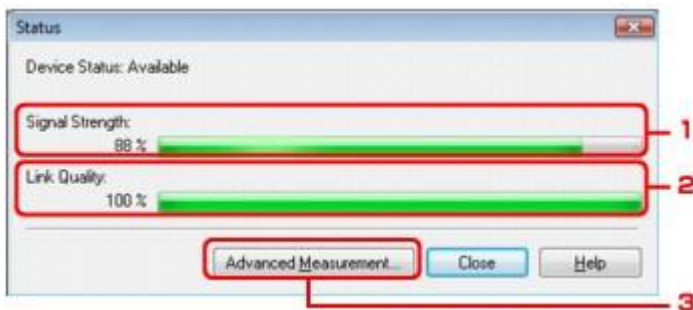 Status
Device Status: Available
Signal Strength:
88 %
1
Link Quality:
100 %
2
Advanced Measurement... Close Help
3